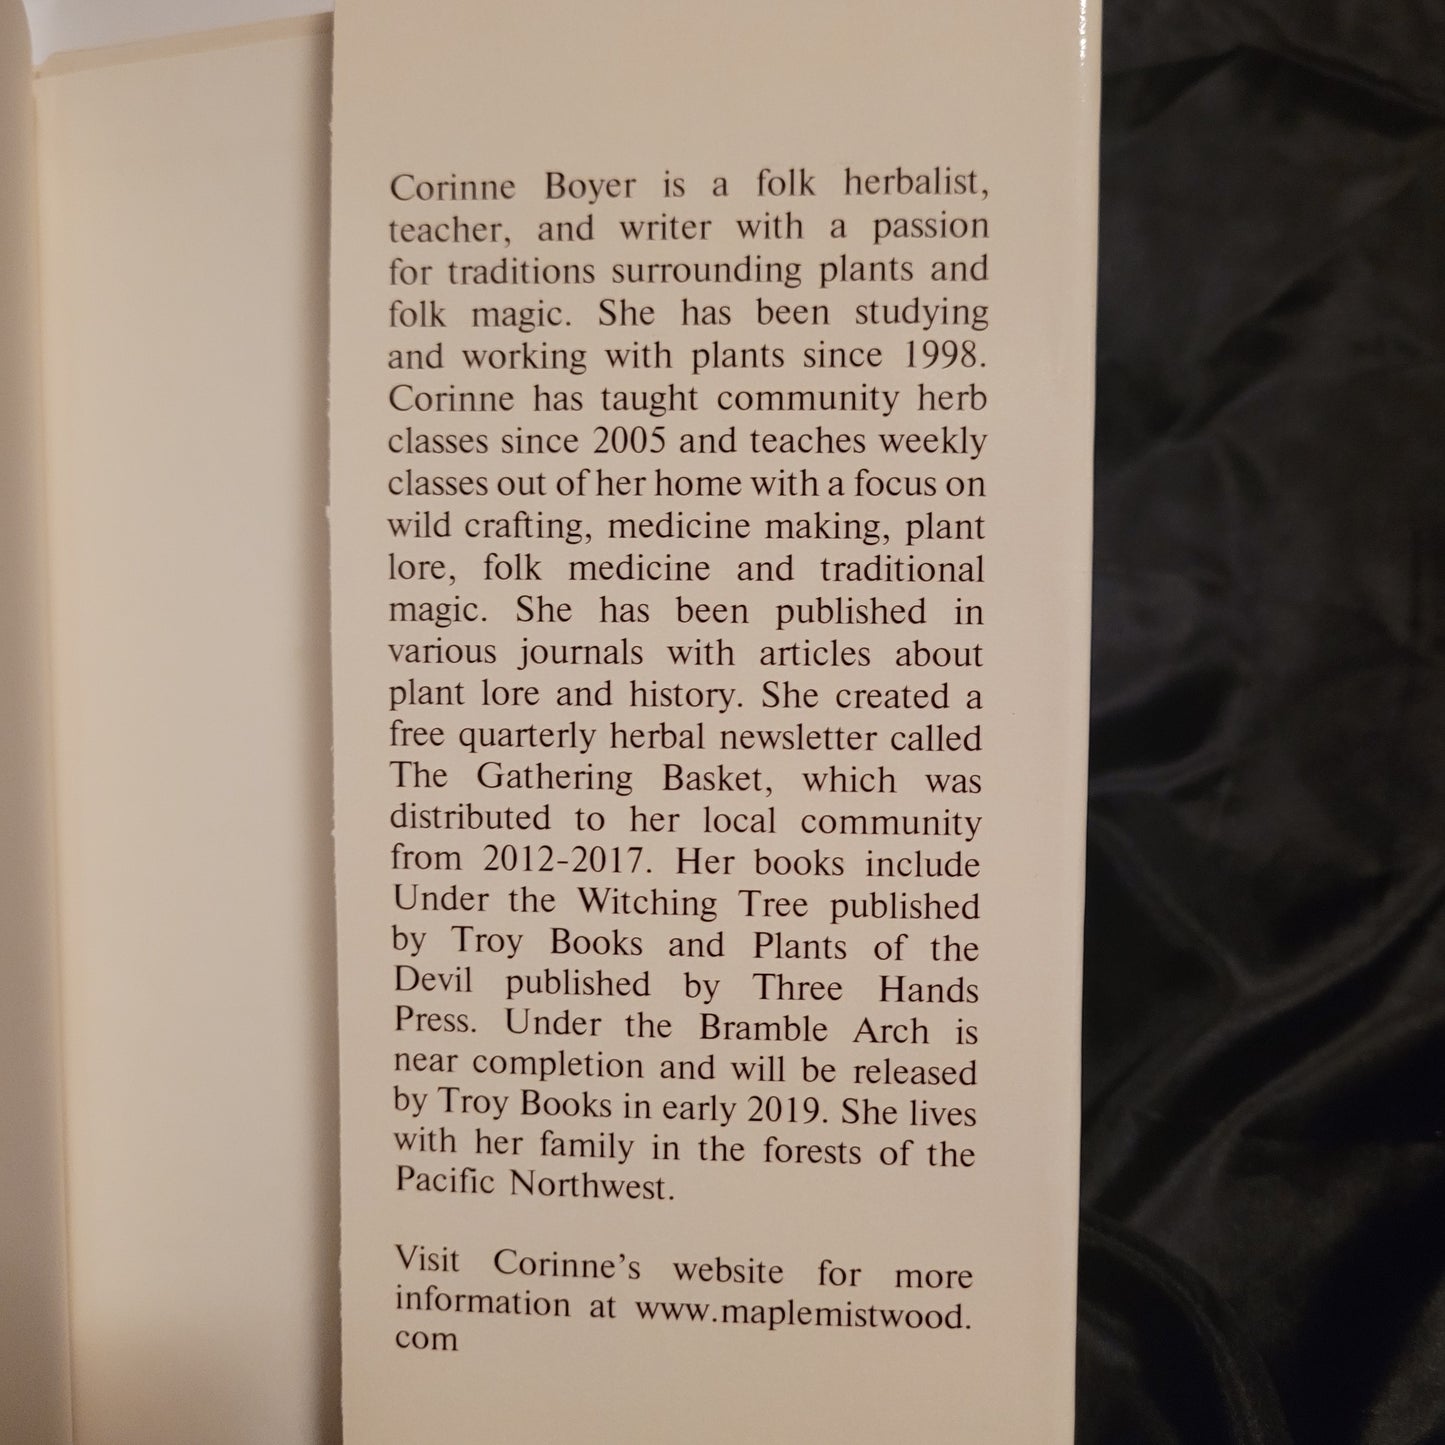 Corinne Boyer is a folk herbalist,
teacher, and writer with a passion
for traditions surrounding plants and
folk magic. She has been studying
and working with plants since 1998.
Corinne has taught community herb
classes since 2005 and teaches weekly
classes out of her home with a focus on
wild crafting, medicine making, plant
lore, folk medicine and traditional
magic. She has been published in
various journals with articles about
plant lore and history. She created a
free quarterly herbal newsletter called
The Gathering Basket, which was
distributed to her local community
from 2012-2017. Her books include
Under the Witching Tree published
by Troy Books and Plants of the
Devil published by Three Hands
Press. Under the Bramble Arch is
near completion and will be released
by Troy Books in early 2019. She lives
with her family in the forests of the
Pacific Northwest.
Visit Corinne’s website for more
information at www.maplemistwood.
com